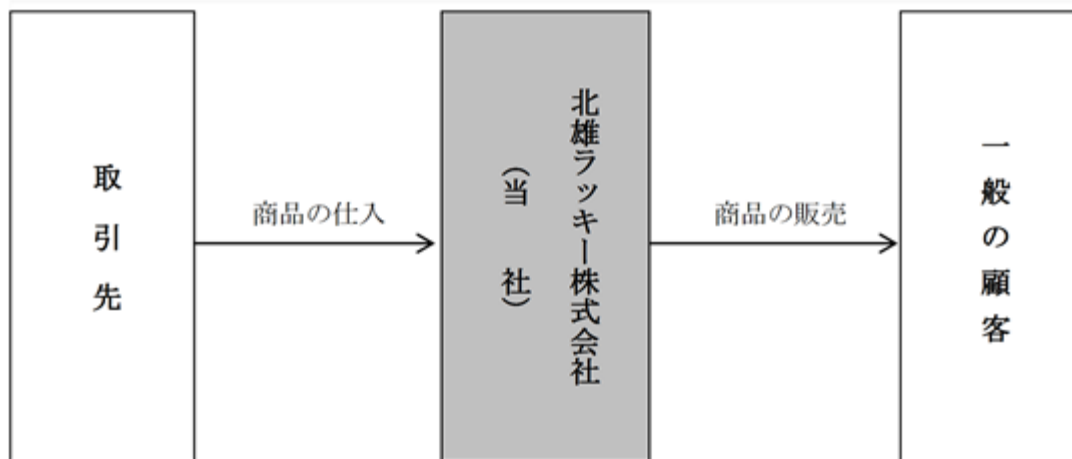 取引先
商品の仕入
北雄ラッキー株式会社
（当社）
商品の販売
一般の顧客